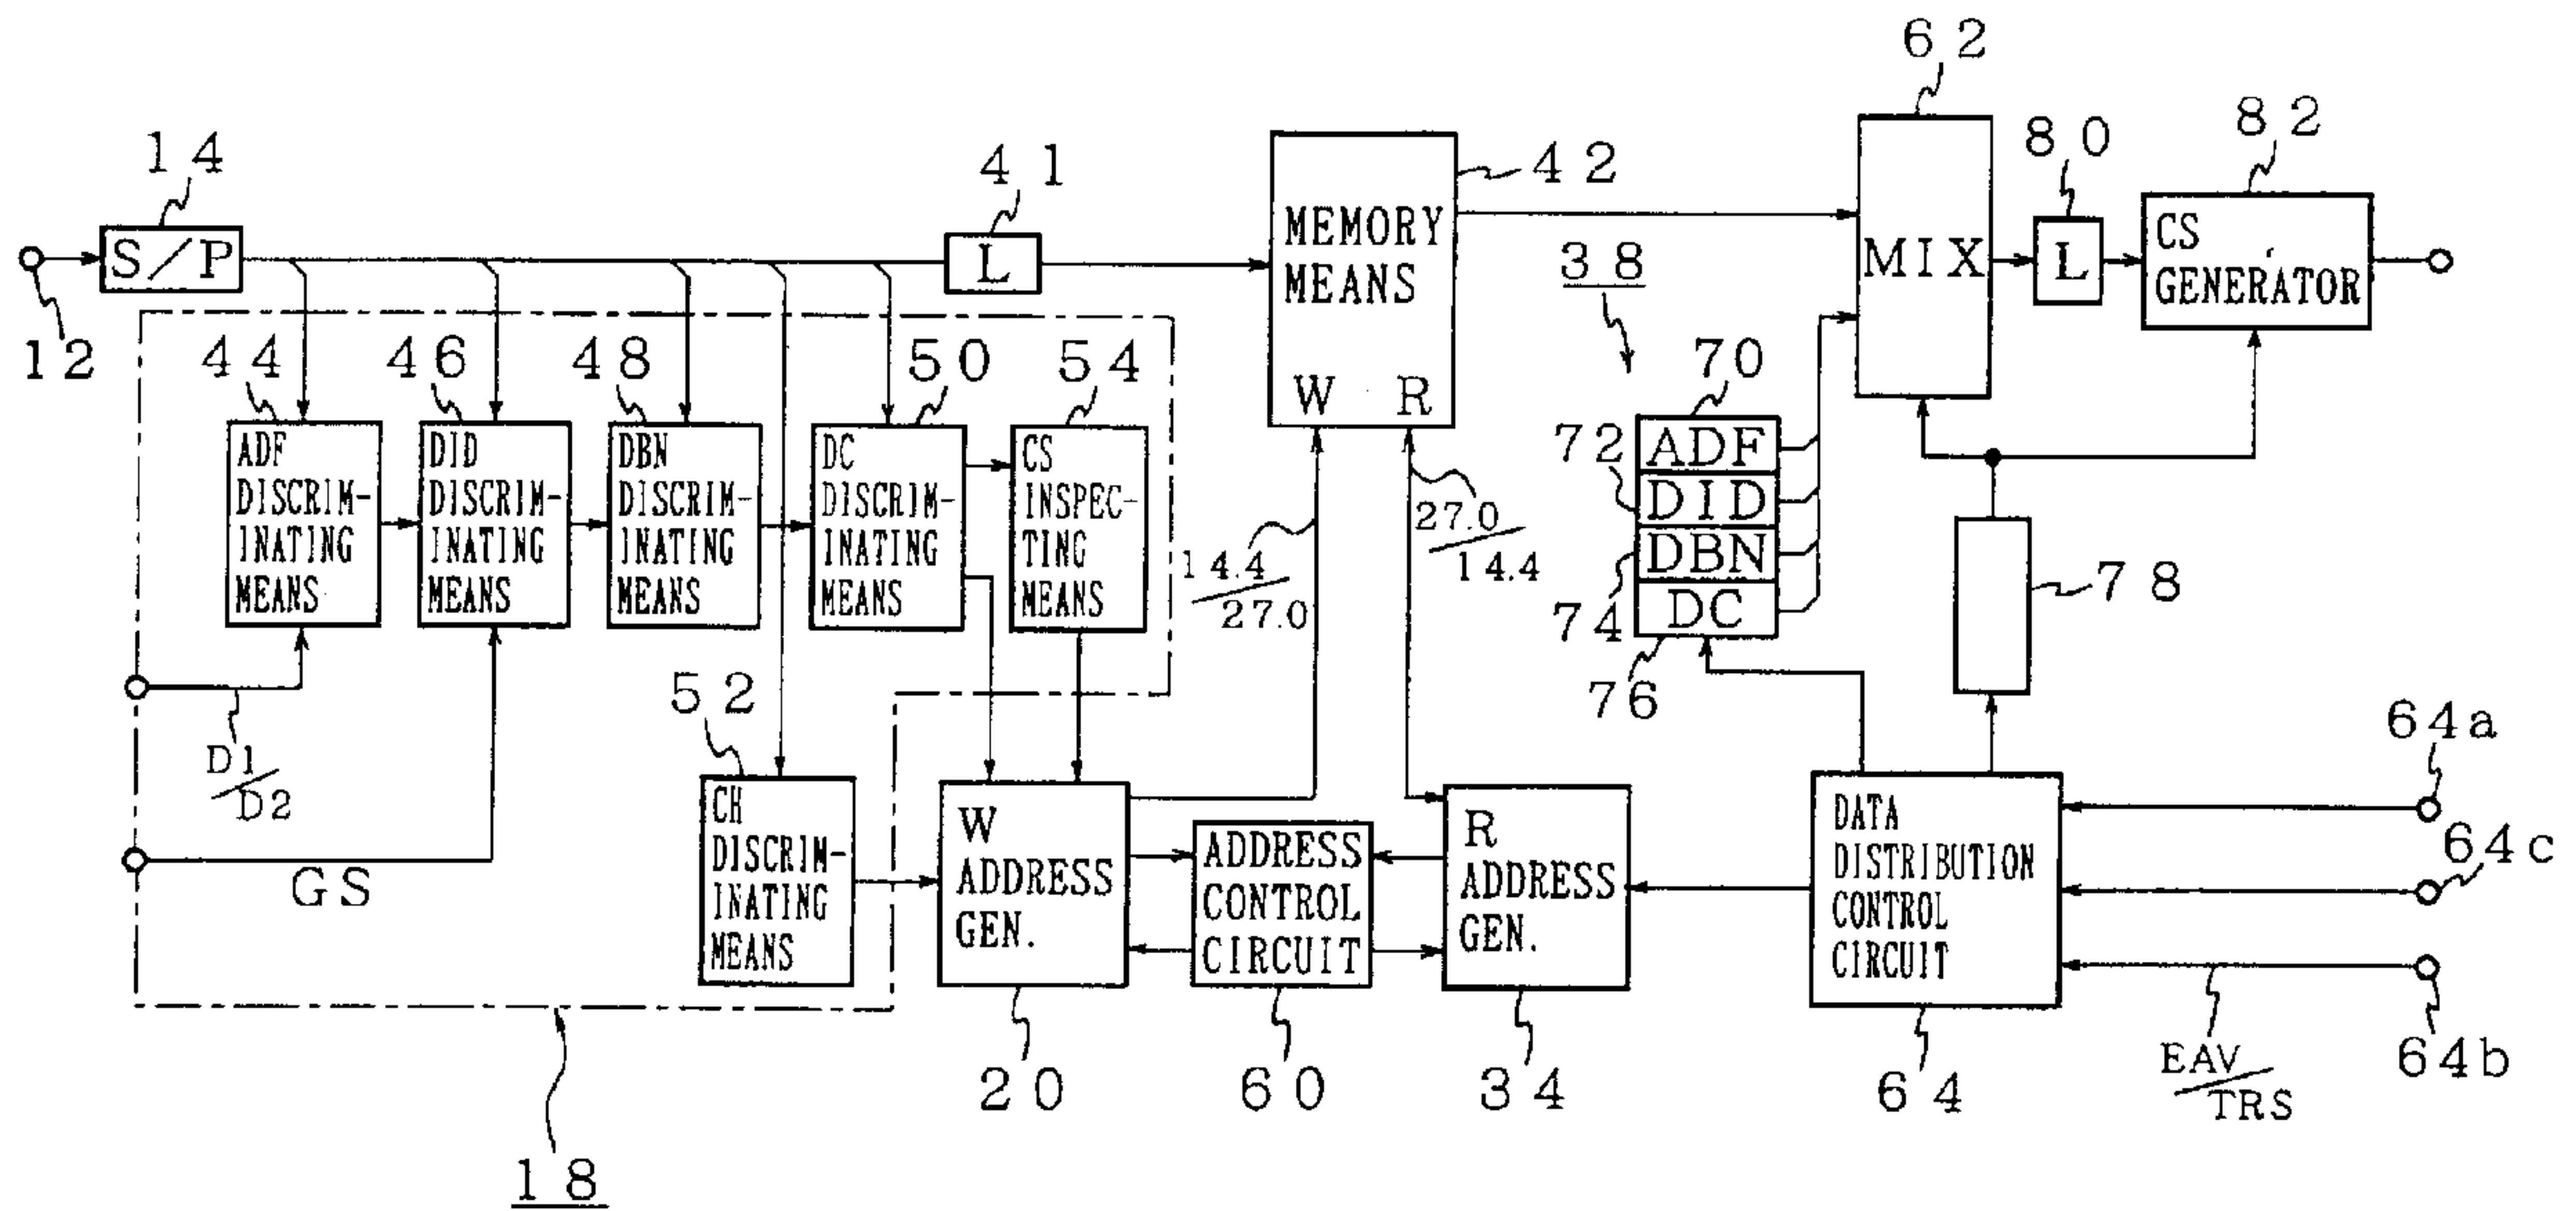 62
14
41
42
80
82
S/P
L
MEMORY
MEANS
W R
MIX
L
CS
GENERATOR
38
12
44
46
48
50
54
70
72
74
76
ADF
DISCRIM-
INATING
MEANS
DID
DISCRIM-
INATING
MEANS
DBN
DISCRIM-
INATING
MEANS
DC
DISCRIM-
INATING
MEANS
CS
INSPEC-
TING
MEANS
14.4
/27.0
27.0
/14.4
ADF
DID
DBN
DC
78
D1
/D2
GS
52
CH
DISCRIM-
INATING
MEANS
W
ADDRESS
GEN.
ADDRESS
CONTROL
CIRCUIT
R
ADDRESS
GEN.
DATA
DISTRIBUTION
CONTROL
CIRCUIT
64a
64c
64b
EAV
/TRS
20
60
34
64
18